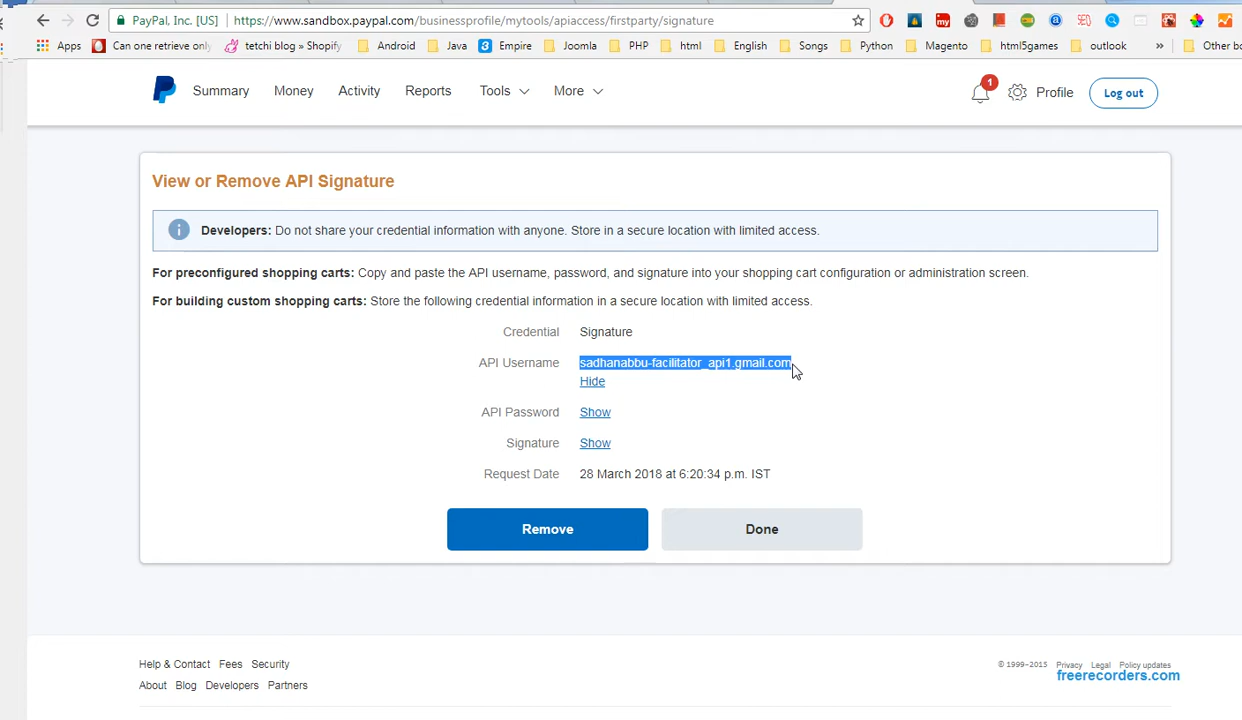 PayPal, Inc. [US] | https://www.sandbox.paypal.com/businessprofile/mytools/apiaccess/firstparty/signature
Apps Can one retrieve only tetchi blog » Shopify Android Java Empire Joomla PHP html English Songs Python Magento html5games outlook » Other bo
Summary Money Activity Reports Tools More 1 Profile Log out
View or Remove API Signature
Developers: Do not share your credential information with anyone. Store in a secure location with limited access.
For preconfigured shopping carts: Copy and paste the API username, password, and signature into your shopping cart configuration or administration screen.
For building custom shopping carts: Store the following credential information in a secure location with limited access.
Credential Signature
API Username sadhanabbu-facilitator_api1.gmail.com
Hide
API Password Show
Signature Show
Request Date 28 March 2018 at 6:20:34 p.m. IST
Remove Done
Help & Contact Fees Security
© 1999–2015 Privacy Legal Policy updates
freerecorders.com
About Blog Developers Partners